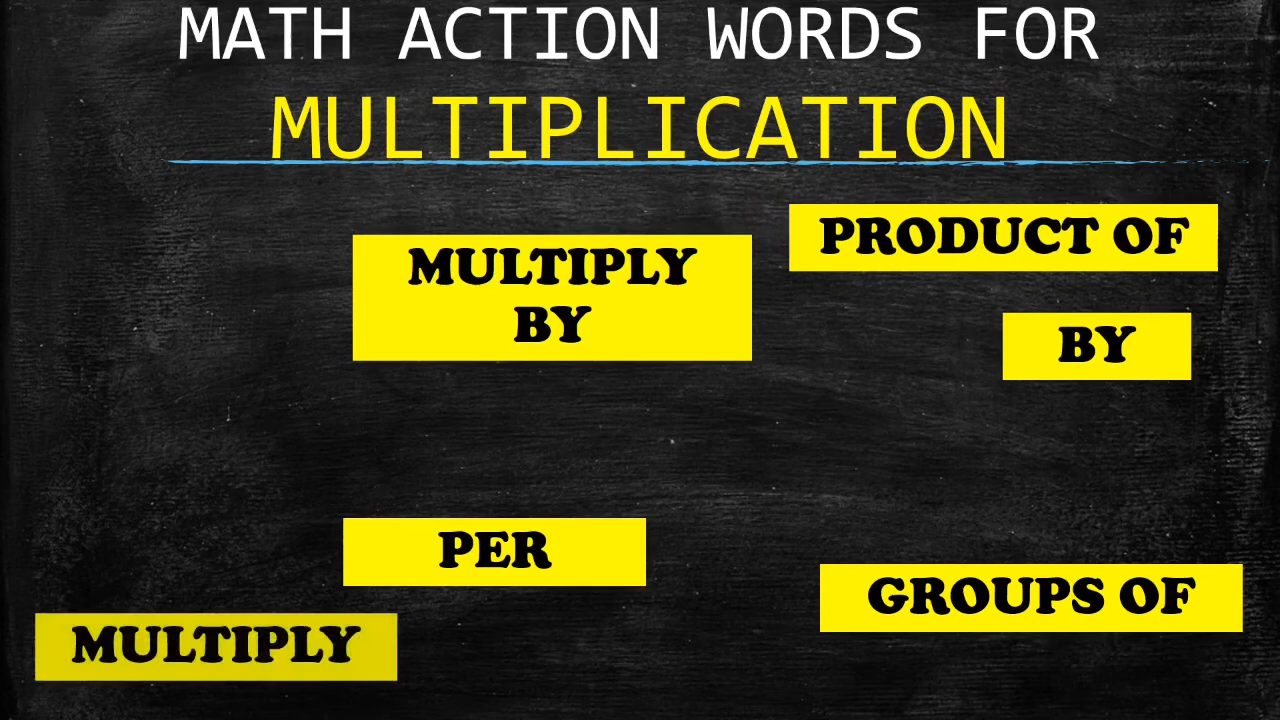 MATH ACTION WORDS FOR
MULTIPLICATION
PRODUCT OF
MULTIPLY
BY
BY
PER
GROUPS OF
MULTIPLY